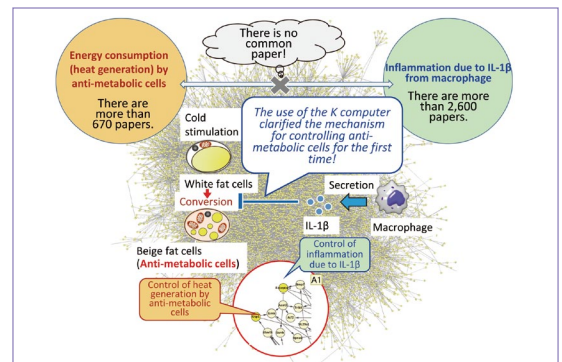 There is no
common
paper!
Energy consumption
(heat generation) by
anti-metabolic cells
There are
more than
670 papers.
Inflammation due to IL-1β
from macrophage
There are more
than 2,600
papers.
The use of the K computer
clarified the mechanism
for controlling anti-
metabolic cells for the first
time!
Cold
stimulation
White fat cells
Conversion
Secretion
IL-1β
Macrophage
Beige fat cells
(Anti-metabolic cells)
Control of
inflammation
due to IL-1β
A1
Control of heat
generation by
anti-metabolic
cells